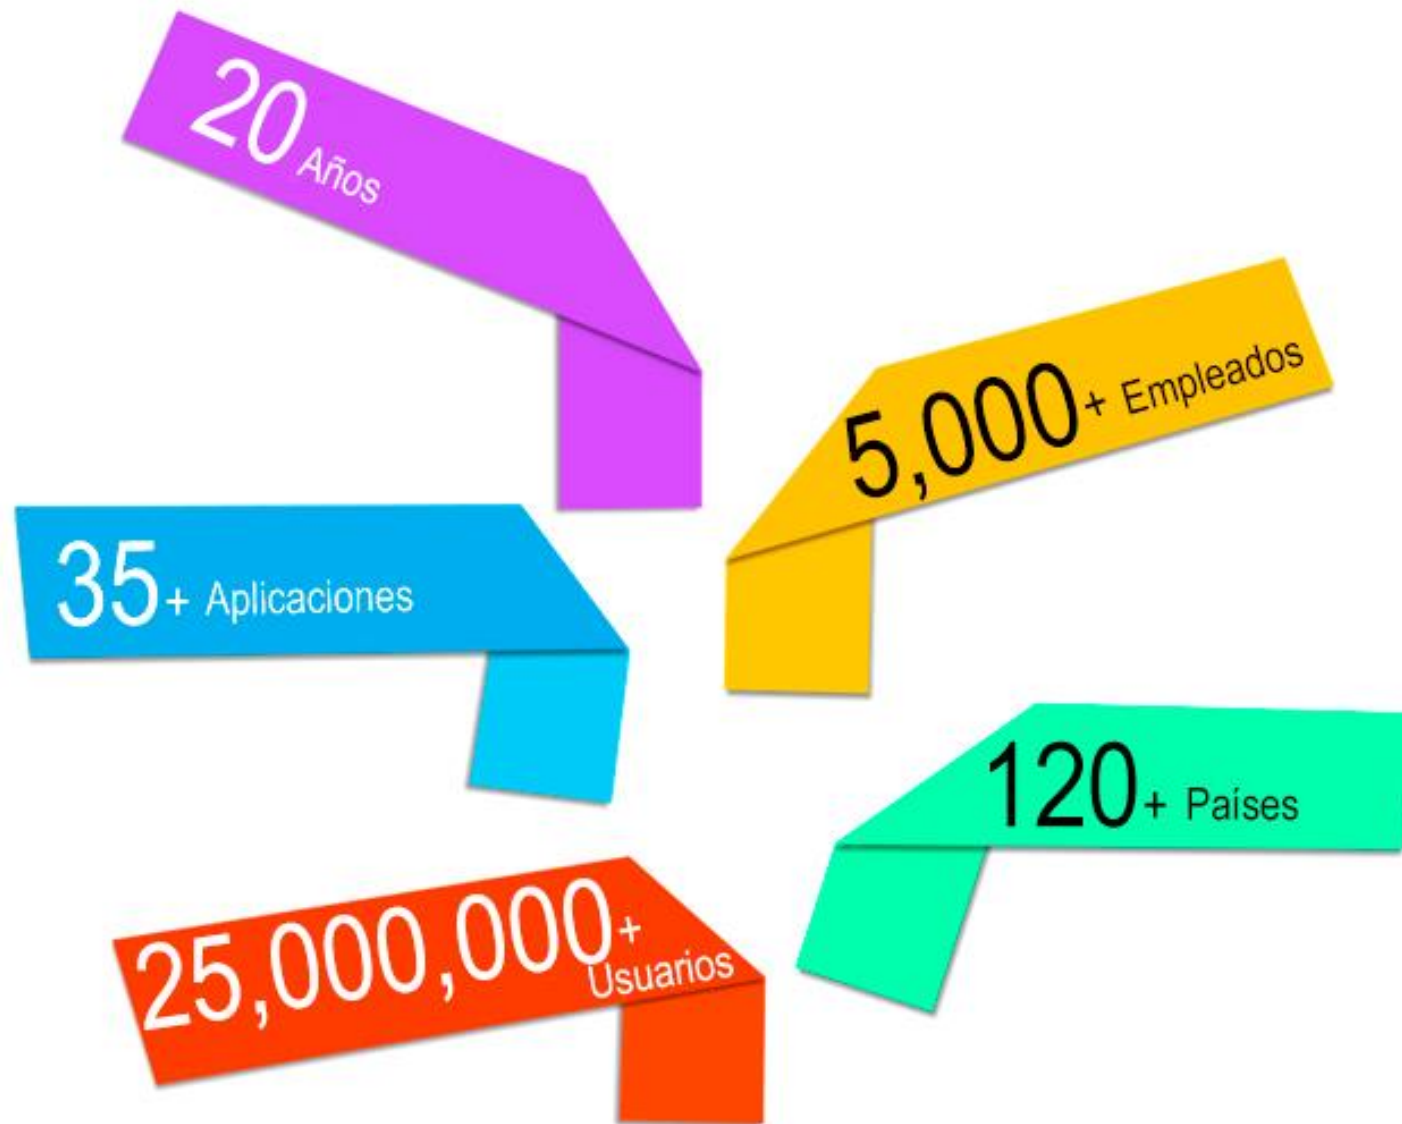 20 Años
5,000+ Empleados
35+ Aplicaciones
120+ Países
25,000,000+
Usuarios